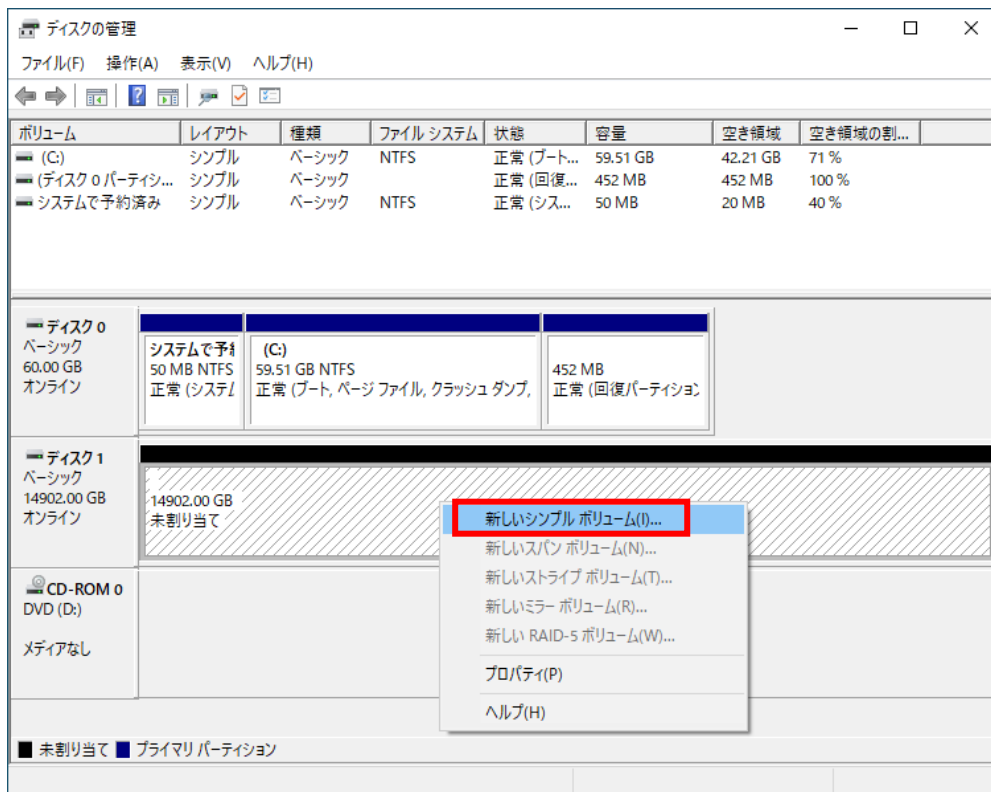 ディスクの管理
ファイル(F) 操作(A) 表示(V) ヘルプ(H)
ボリューム レイアウト 種類 ファイル システム 状態 容量 空き領域 空き領域の割...
(C:) シンプル ベーシック NTFS 正常 (ブート... 59.51 GB 42.21 GB 71 %
(ディスク 0 パーティシ... シンプル ベーシック 正常 (回復... 452 MB 452 MB 100 %
システムで予約済み シンプル ベーシック NTFS 正常 (シス... 50 MB 20 MB 40 %
ディスク 0
ベーシック
60.00 GB
オンライン
システムで予約
50 MB NTFS
正常 (システム
(C:)
59.51 GB NTFS
正常 (ブート, ページ ファイル, クラッシュ ダンプ,
452 MB
正常 (回復パーティション
ディスク 1
ベーシック
14902.00 GB
オンライン
14902.00 GB
未割り当て
新しいシンプル ボリューム(I)...
新しいスパン ボリューム(N)...
新しいストライプ ボリューム(T)...
新しいミラー ボリューム(R)...
新しい RAID-5 ボリューム(W)...
プロパティ(P)
ヘルプ(H)
CD-ROM 0
DVD (D:)
メディアなし
未割り当て プライマリ パーティション